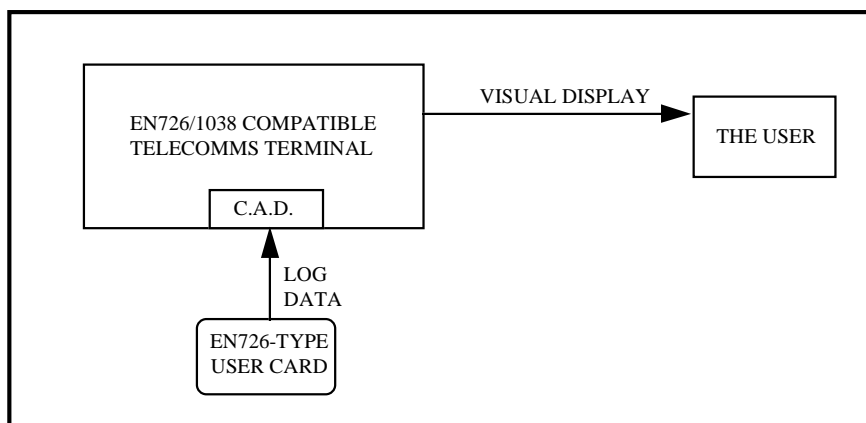 EN726/1038 COMPATIBLE
TELECOMMS TERMINAL
C.A.D.
VISUAL DISPLAY
THE USER
LOG
DATA
EN726-TYPE
USER CARD